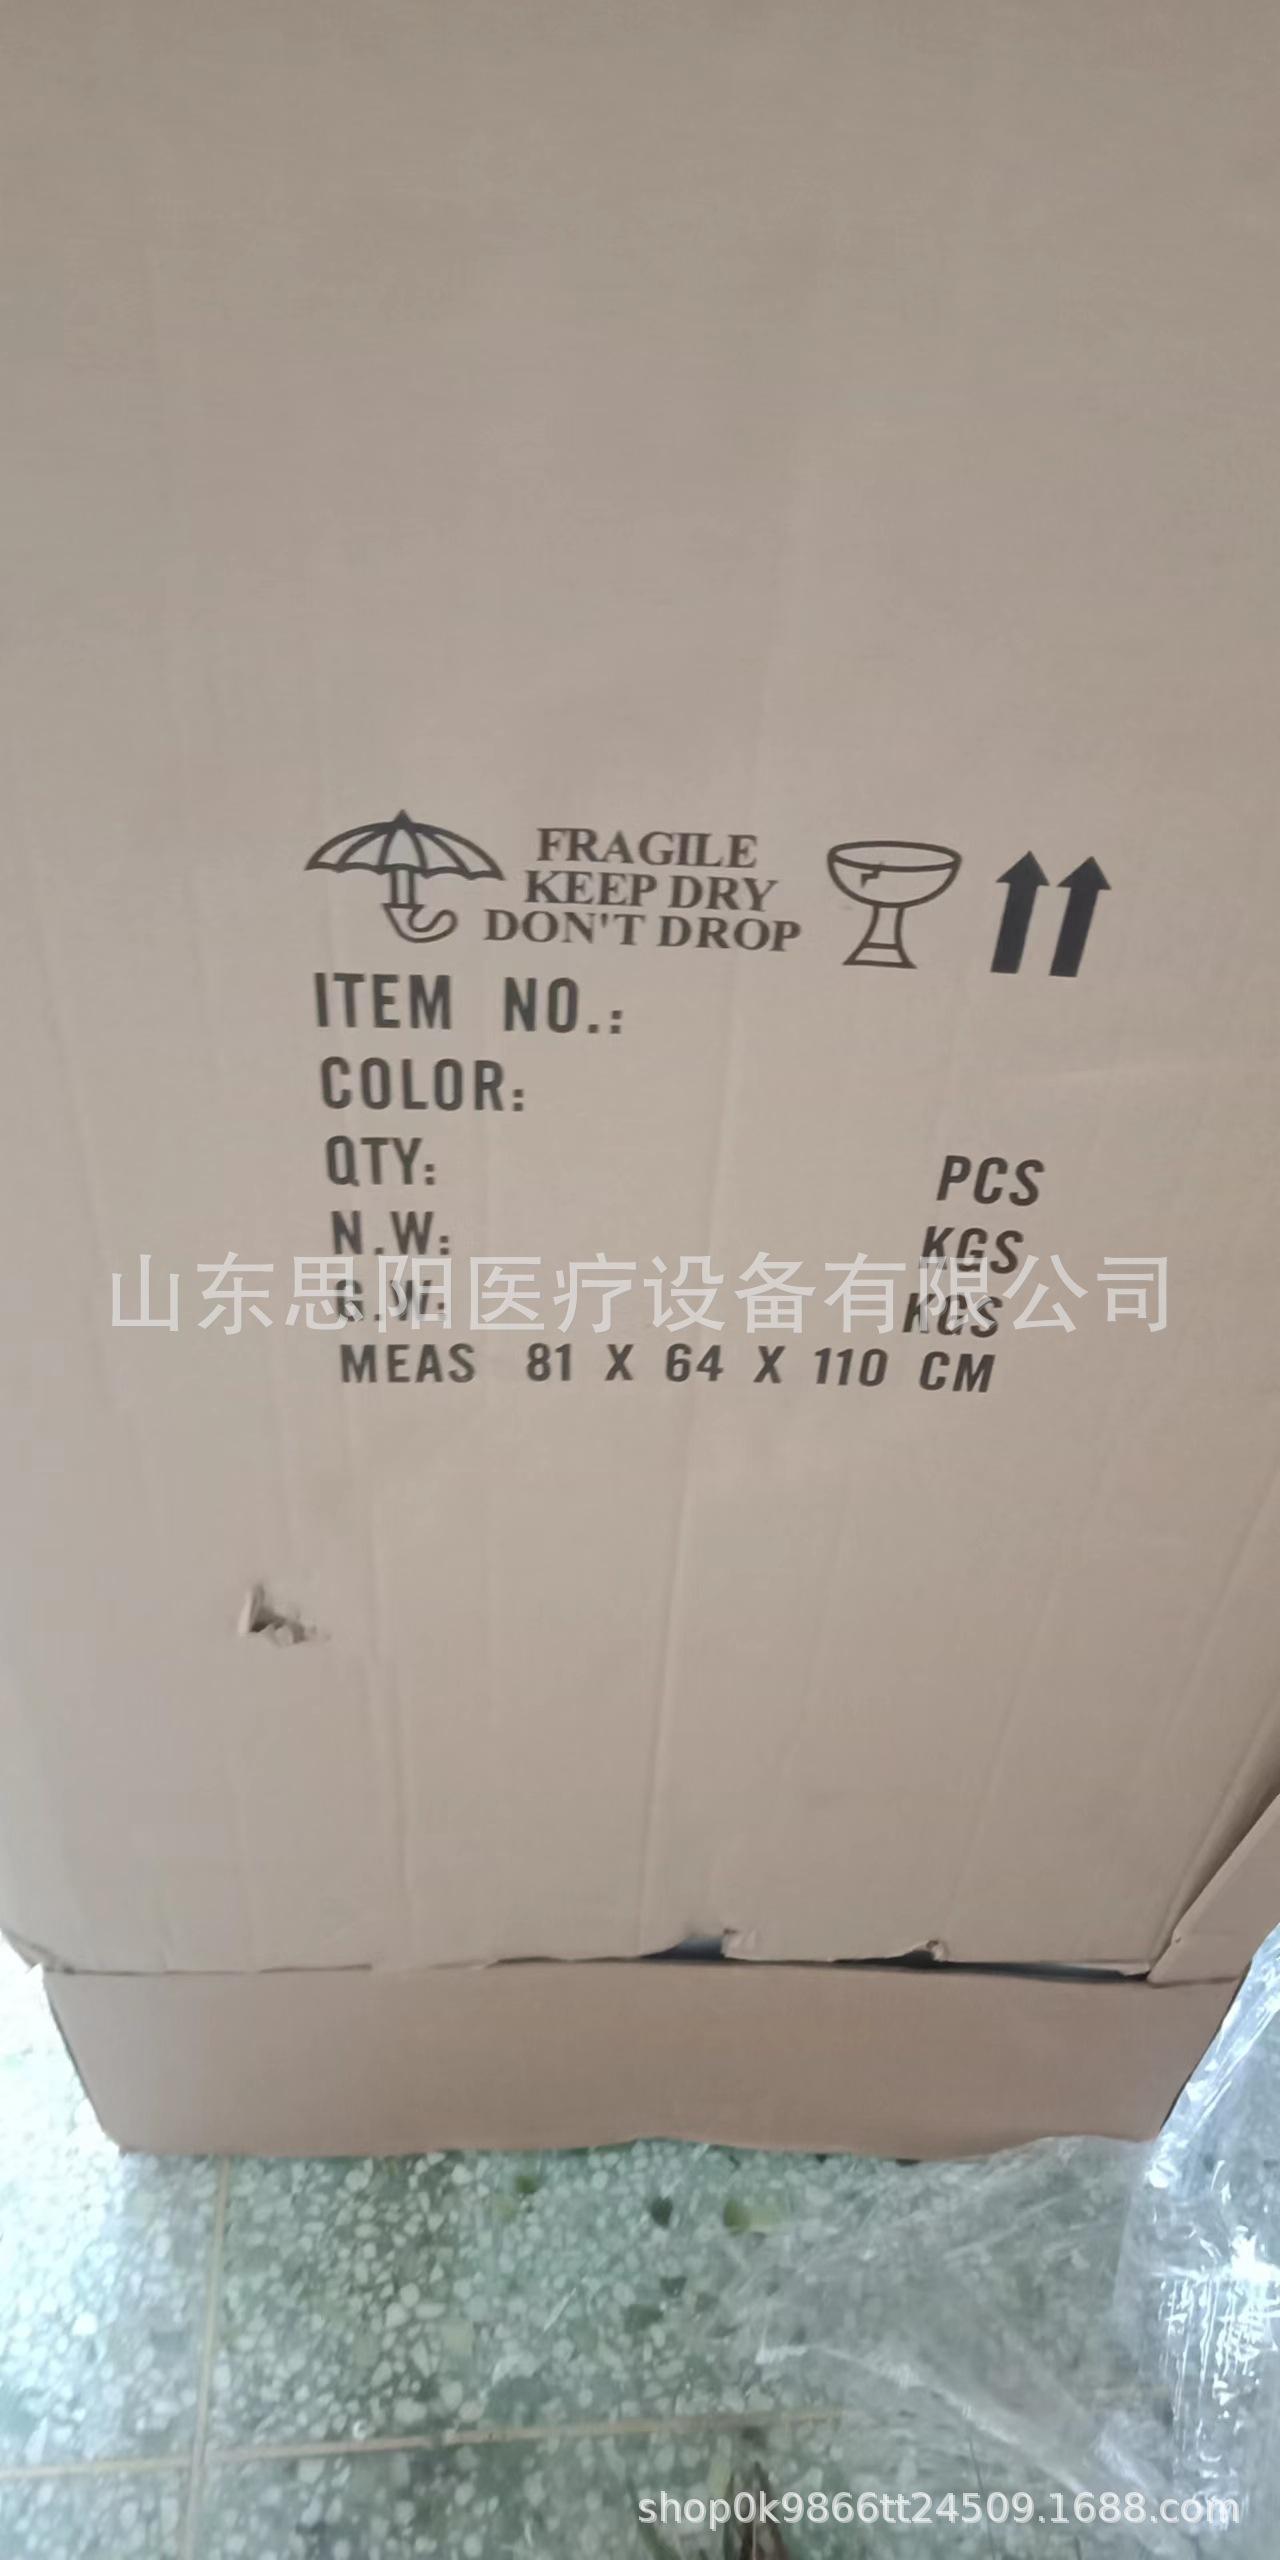 FRAGILE
KEEP DRY
DON'T DROP
ITEM NO.:
COLOR:
QTY: PCS
N.W: KGS
G.W: KGS
山东思阳医疗设备有限公司
MEAS 81 X 64 X 110 CM
shop0k9866tt24509.1688.com